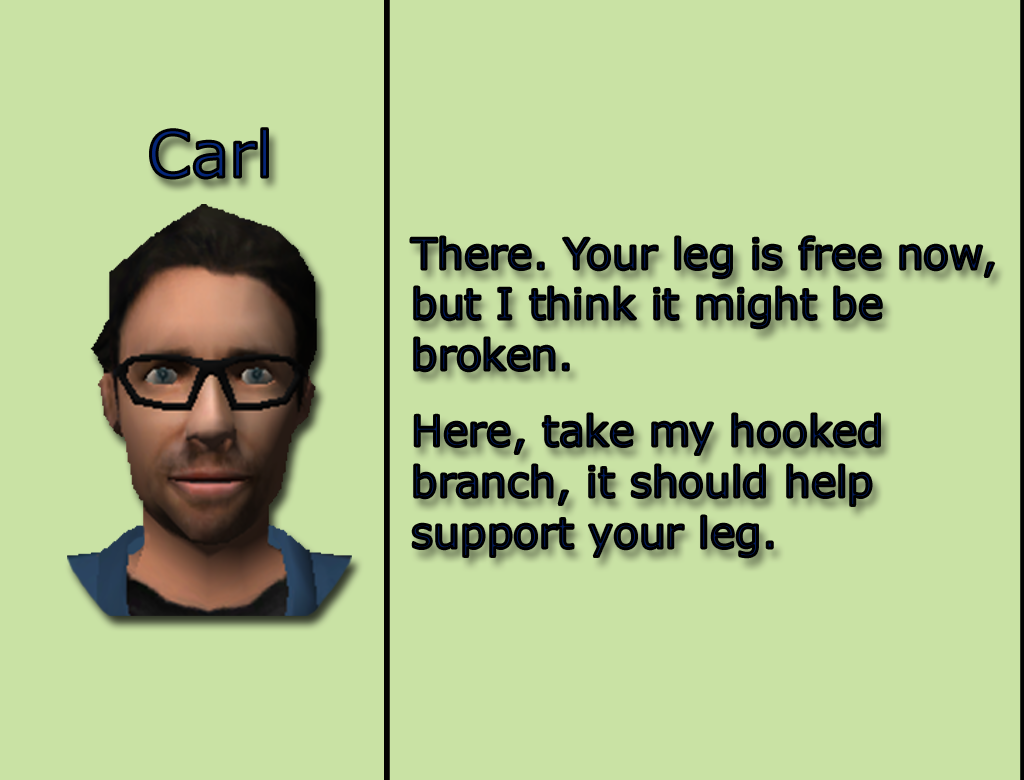 Carl
There. Your leg is free now,
but I think it might be
broken.
Here, take my hooked
branch, it should help
support your leg.